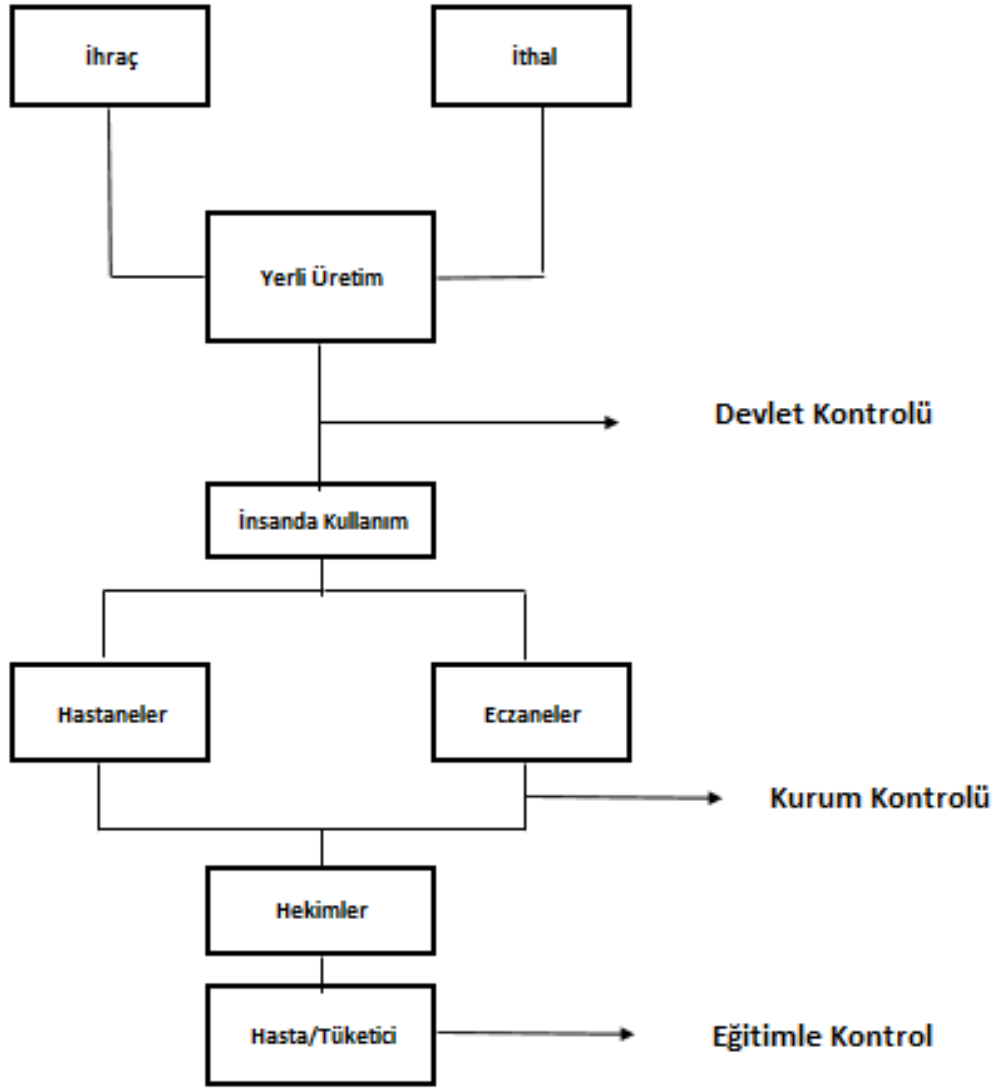 İhraç
İthal
Yerli Üretim
Devlet Kontrolü
İnsanda Kullanım
Hastaneler
Eczaneler
Kurum Kontrolü
Hekimler
Hasta/Tüketici
Eğitimle Kontrol